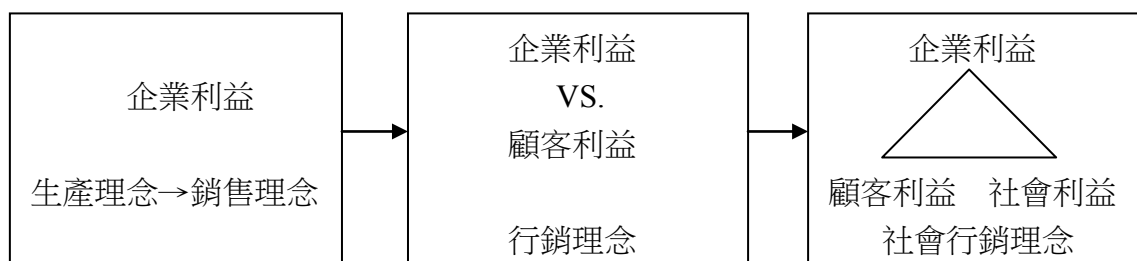 企業利益
生產理念→銷售理念
企業利益
VS.
顧客利益
行銷理念
企業利益
顧客利益 社會利益
社會行銷理念